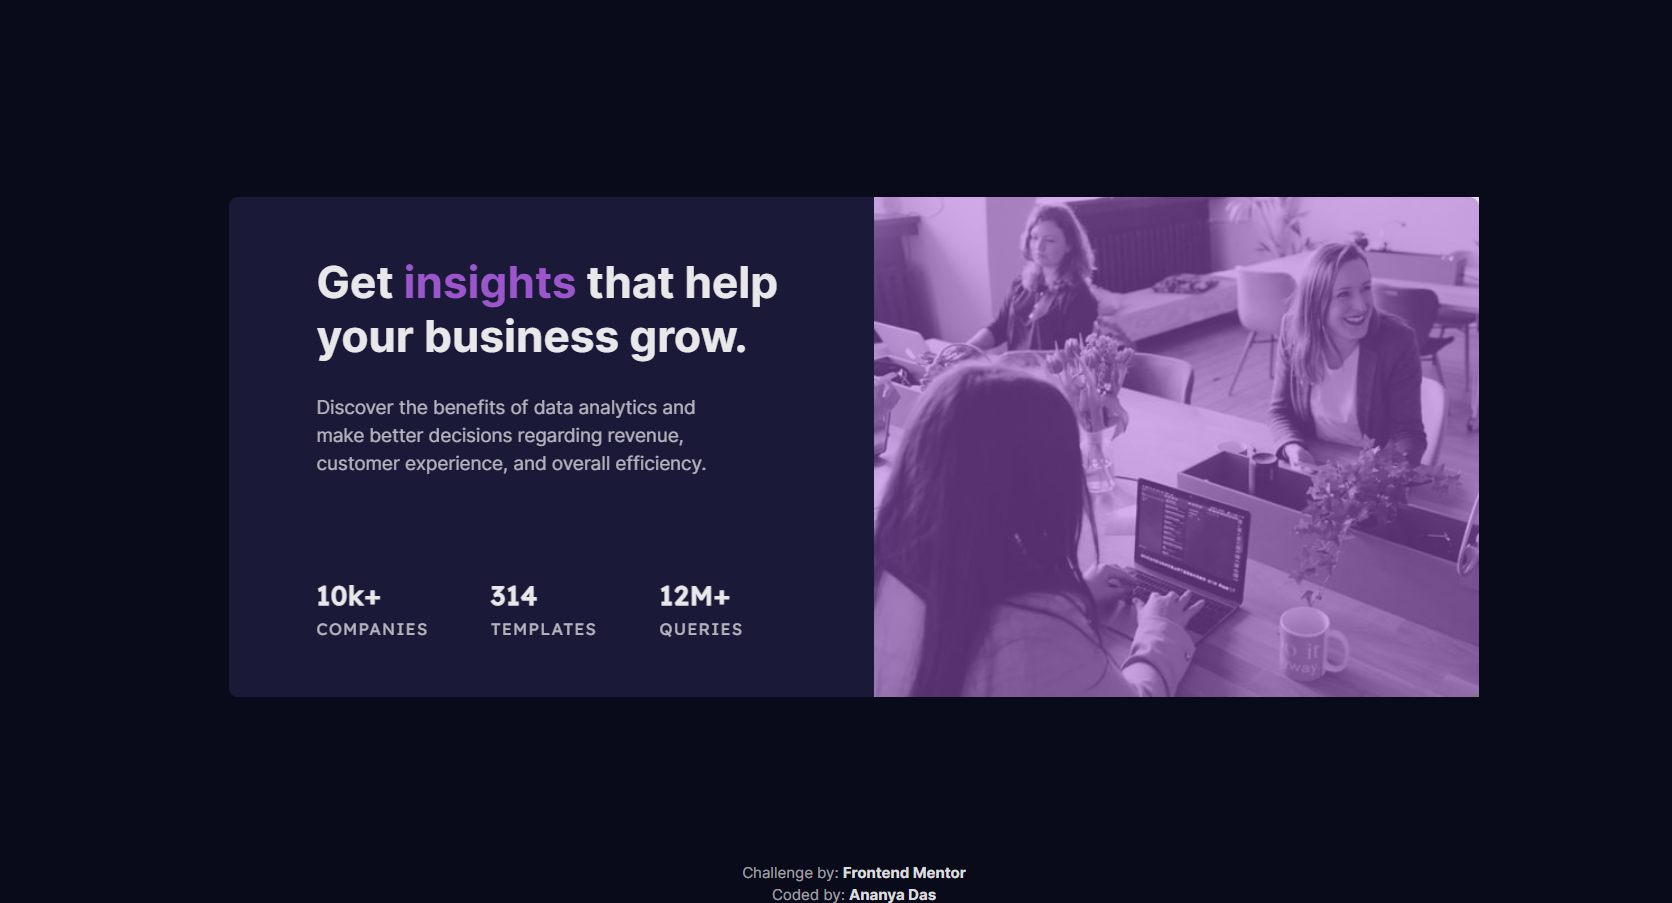 Get insights that help
your business grow.
Discover the benefits of data analytics and
make better decisions regarding revenue,
customer experience, and overall efficiency.
10k+ 314 12M+
COMPANIES TEMPLATES QUERIES
Challenge by: Frontend Mentor
Coded by: Ananya Das